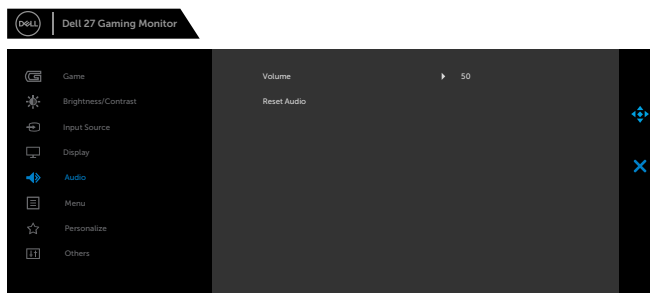 DELL
Dell 27 Gaming Monitor
Game
Volume 50
Brightness/Contrast
Reset Audio
Input Source
Display
Audio
Menu
Personalize
Others